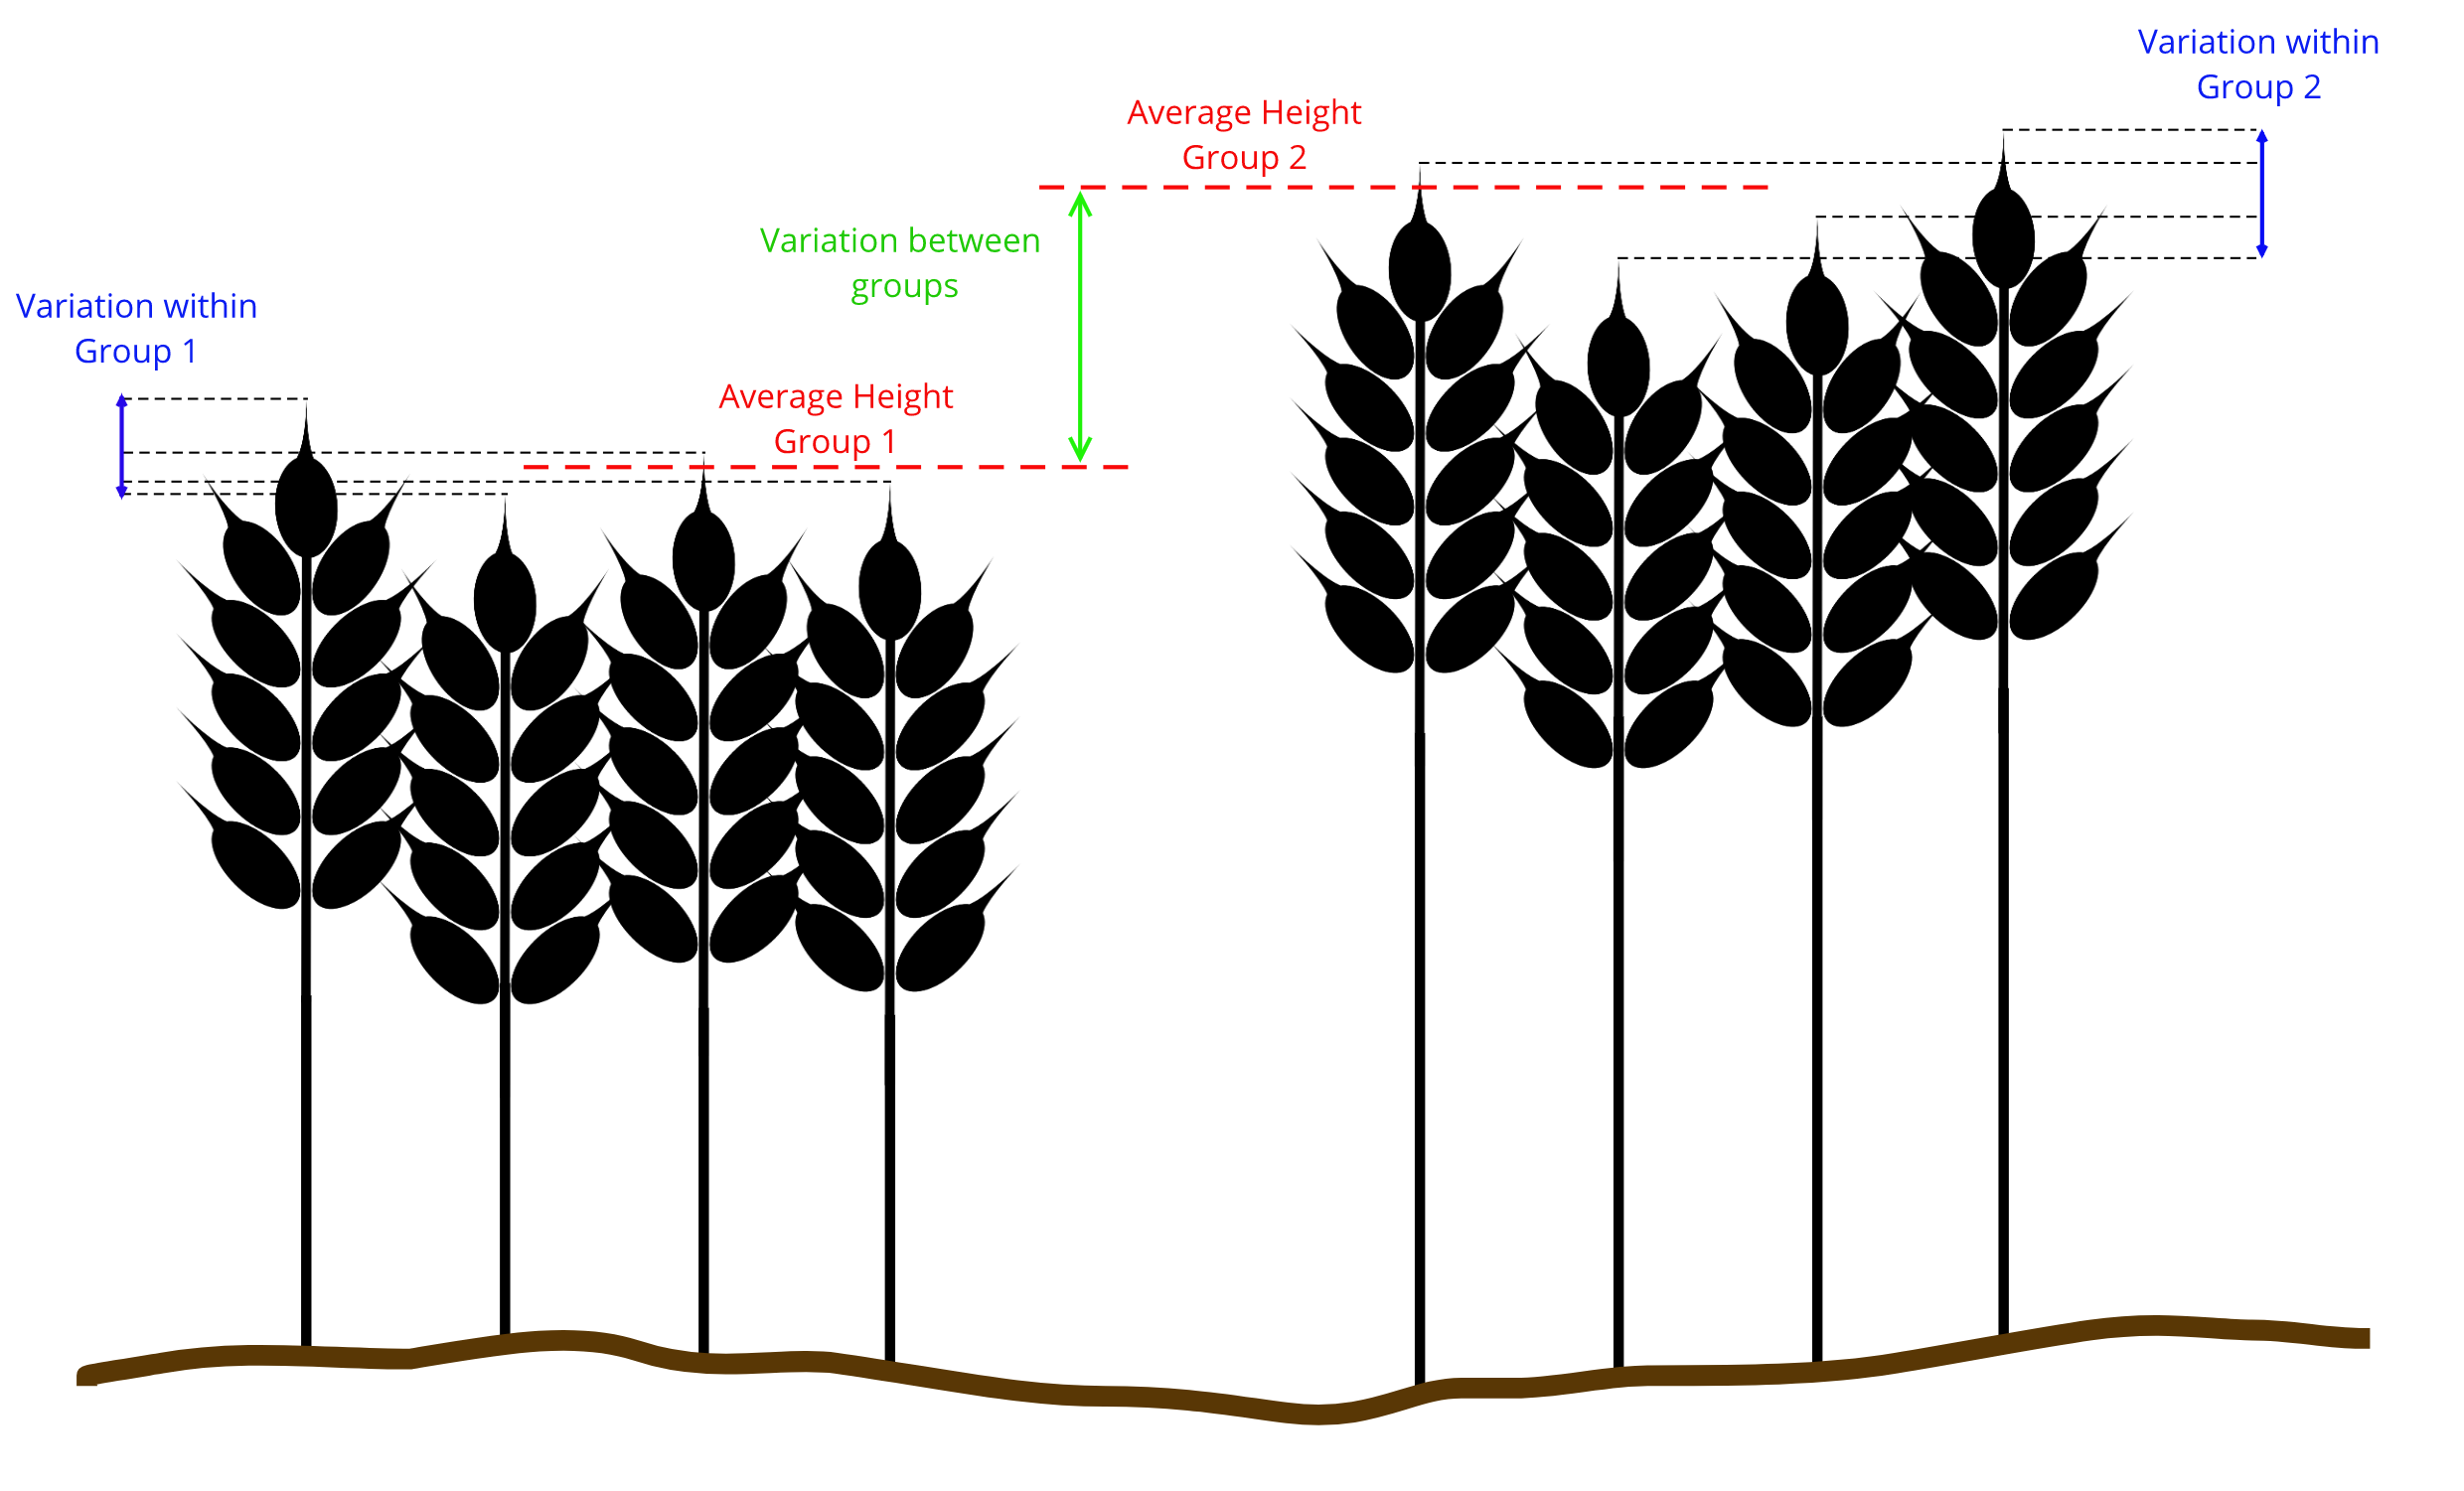 Variation within
Group 2
Average Height
Group 2
Variation between
groups
Variation within
Group 1
Average Height
Group 1